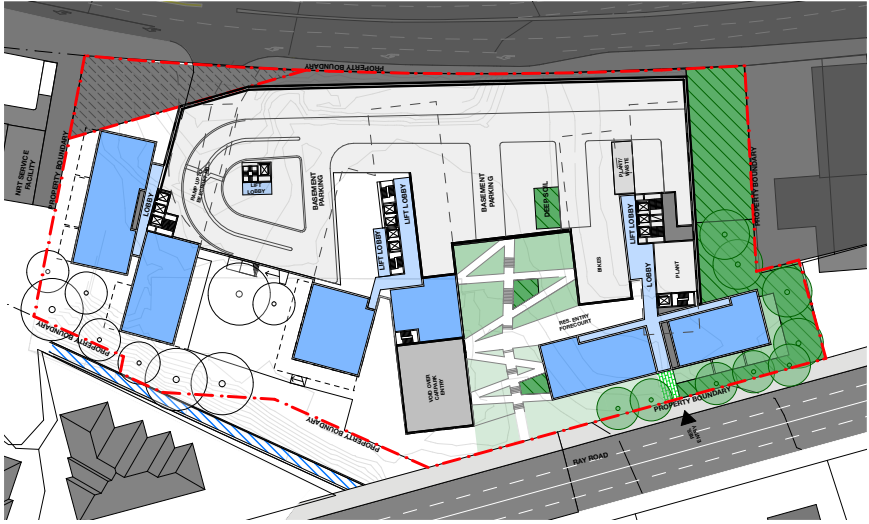 PROPERTY BOUNDARY
NRT SERVICE
FACILITY
PROPERTY BOUNDARY
LOBBY
LIFT
LOBBY
BASEMENT
PARKING
LIFT LOBBY
LIFT LOBBY
BASEMENT
PARKING
DEEP SOIL
PLANT/
WASTE
LIFT LOBBY
LOBBY
PLANT
BIKES
PROPERTY BOUNDARY
RES. ENTRY
FORECOURT
VOID OVER
CARPARK
ENTRY
PROPERTY BOUNDARY
PROPERTY BOUNDARY
PROPERTY BOUNDARY
RES.
ENTRY
RAY ROAD